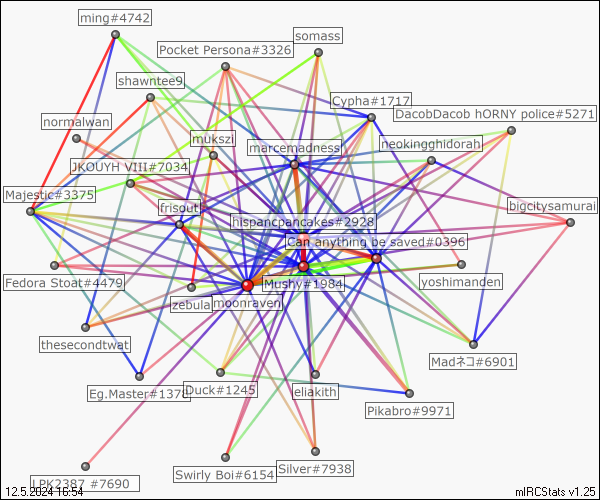 ming#4742
somass
Pocket Persona#3326
shawntee9
Cypha#1717
DacobDacob hORNY police#5271
normalwan
mukszi
marcemadness
neokingghidorah
JKOUYH VIII#7034
Majestic#3375
frisout
bigcitysamurai
hispancpancakes#2928
Can anything be saved#0396
Fedora Stoat#4479
Mushy#1984
yoshimanden
zebula
moonraven
thesecondtwat
Madネコ#6901
Eg.Master#1378
Duck#1245
eliakith
Pikabro#9971
Swirly Boi#6154
Silver#7938
LPK2387 #7690
12.5.2024 16:54
mIRCStats v1.25